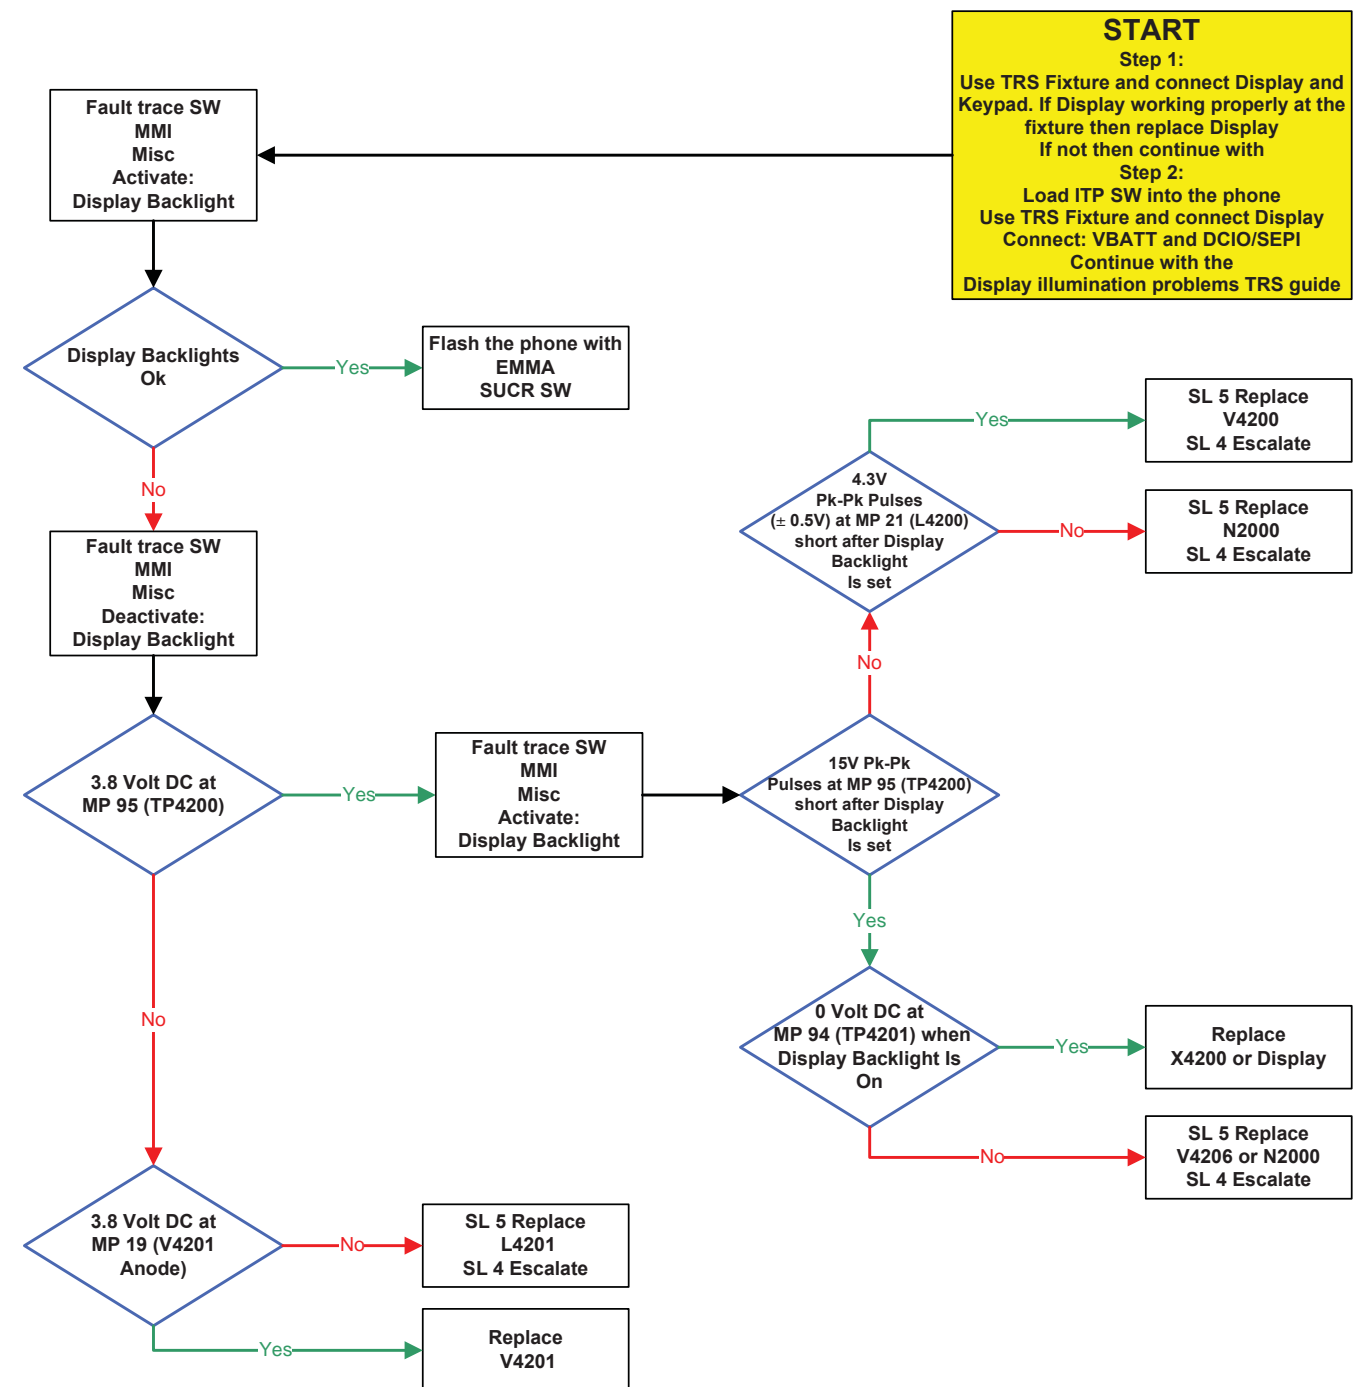 START
Step 1:
Use TRS Fixture and connect Display and
Keypad. If Display working properly at the
fixture then replace Display
If not then continue with
Step 2:
Load ITP SW into the phone
Use TRS Fixture and connect Display
Connect: VBATT and DCIO/SEPI
Continue with the
Display illumination problems TRS guide
Fault trace SW
MMI
Misc
Activate:
Display Backlight
Display Backlights
Ok
Yes
Flash the phone with
EMMA
SUCR SW
No
Fault trace SW
MMI
Misc
Deactivate:
Display Backlight
3.8 Volt DC at
MP 95 (TP4200)
Yes
Fault trace SW
MMI
Misc
Activate:
Display Backlight
15V Pk-Pk
Pulses at MP 95 (TP4200)
short after Display
Backlight
Is set
No
4.3V
Pk-Pk Pulses
(± 0.5V) at MP 21 (L4200)
short after Display
Backlight
Is set
Yes
SL 5 Replace
V4200
SL 4 Escalate
No
SL 5 Replace
N2000
SL 4 Escalate
Yes
0 Volt DC at
MP 94 (TP4201) when
Display Backlight Is
On
Yes
Replace
X4200 or Display
No
SL 5 Replace
V4206 or N2000
SL 4 Escalate
No
3.8 Volt DC at
MP 19 (V4201
Anode)
No
SL 5 Replace
L4201
SL 4 Escalate
Yes
Replace
V4201